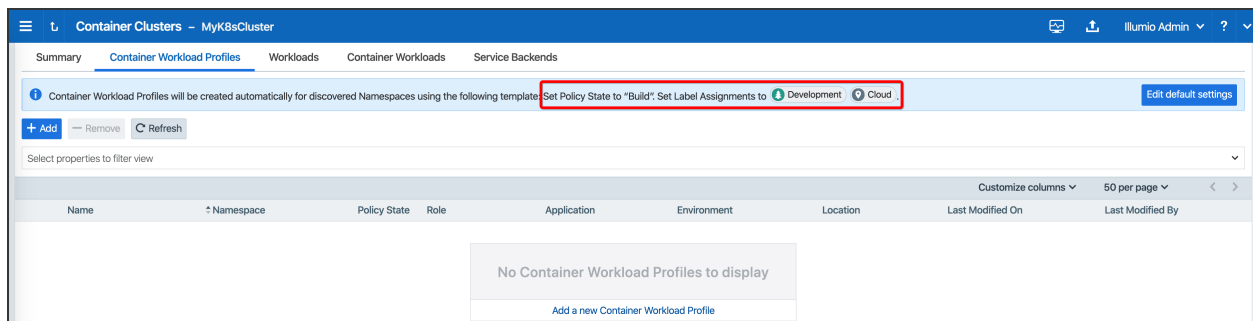 Container Clusters – MyK8sCluster
Illumio Admin
?
Summary
Container Workload Profiles
Workloads
Container Workloads
Service Backends
Container Workload Profiles will be created automatically for discovered Namespaces using the following template: Set Policy State to “Build”. Set Label Assignments to Development Cloud.
Edit default settings
+ Add
— Remove
Refresh
Select properties to filter view
Customize columns
50 per page
Name
Namespace
Policy State
Role
Application
Environment
Location
Last Modified On
Last Modified By
No Container Workload Profiles to display
Add a new Container Workload Profile